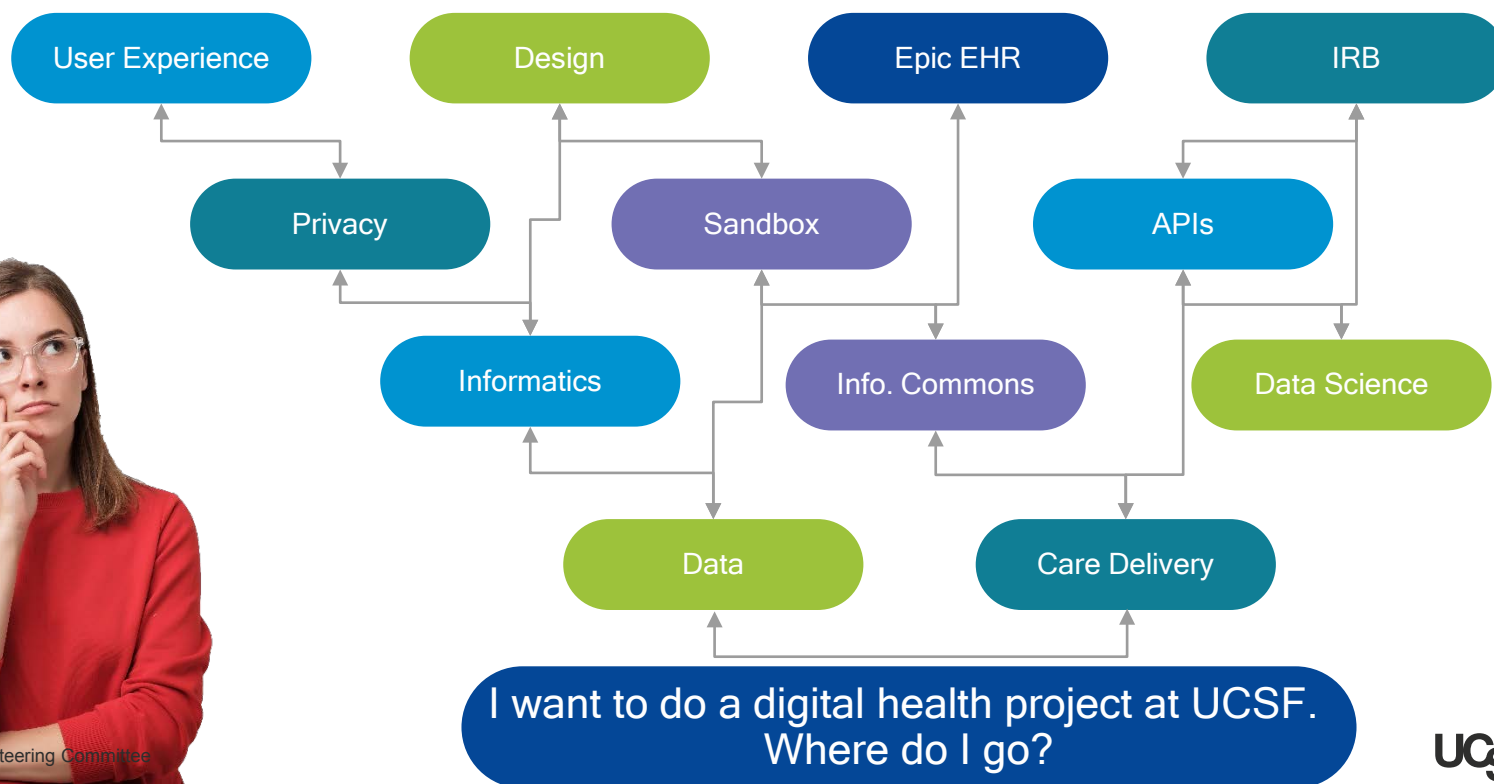 User Experience
Design
Epic EHR
IRB
Privacy
Sandbox
APIs
Informatics
Info. Commons
Data Science
Data
Care Delivery
I want to do a digital health project at UCSF.
Where do I go?
teering Committee
UCS